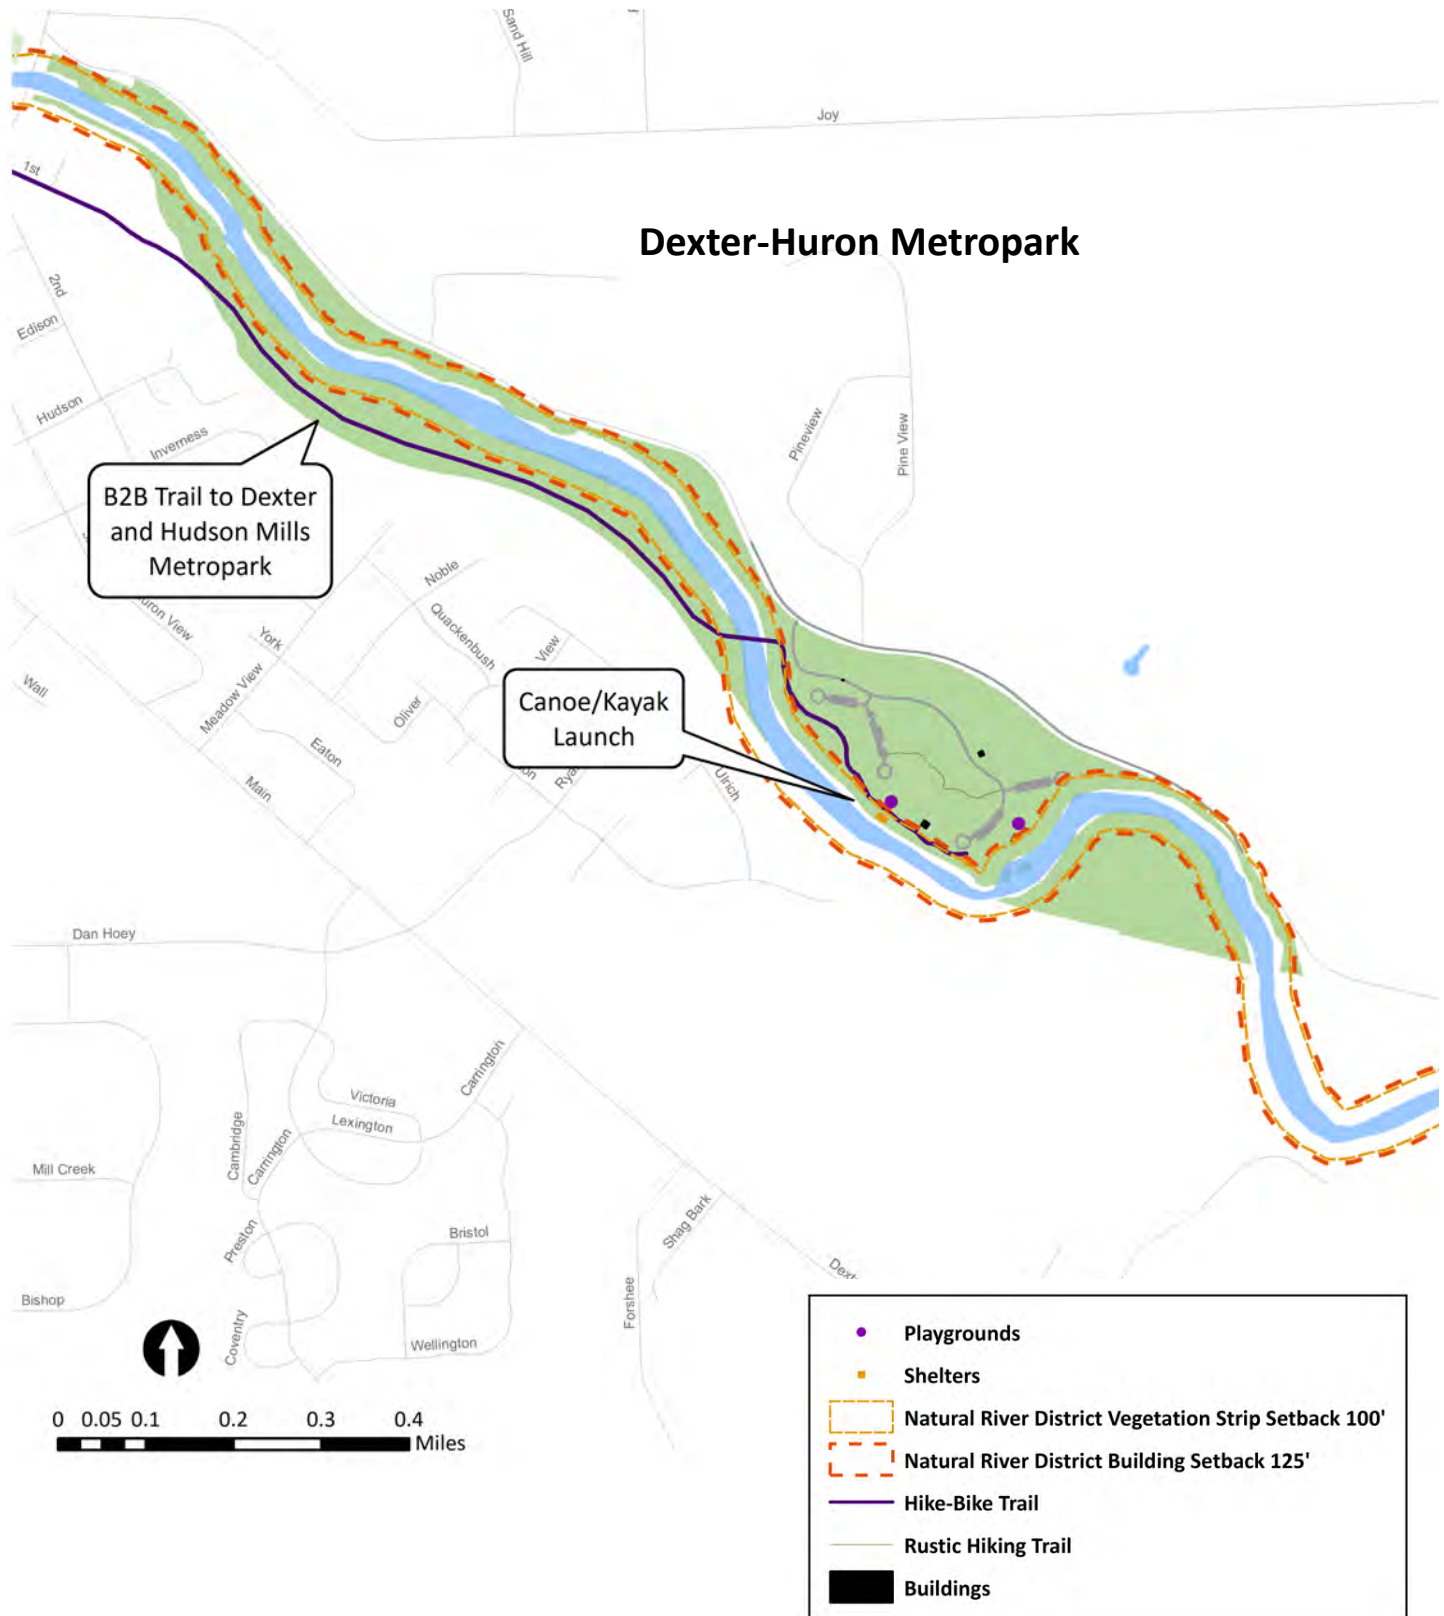 Sand Hill
Joy
1st
Dexter-Huron Metropark
2nd
Edison
Hudson
Inverness
Pineview
Pine View
B2B Trail to Dexter
and Hudson Mills
Metropark
Noble
Quackenbush
View
York
Meadow View
Wall
Oliver
Eaton
Main
Canoe/Kayak
Launch
Ulrich
Dan Hoey
Carrington
Victoria
Lexington
Cambridge
Carrington
Mill Creek
Preston
Bristol
Shag Bark
Forshee
Bishop
Coventry
Wellington
0 0.05 0.1 0.2 0.3 0.4
Miles
Playgrounds
Shelters
Natural River District Vegetation Strip Setback 100'
Natural River District Building Setback 125'
Hike-Bike Trail
Rustic Hiking Trail
Buildings